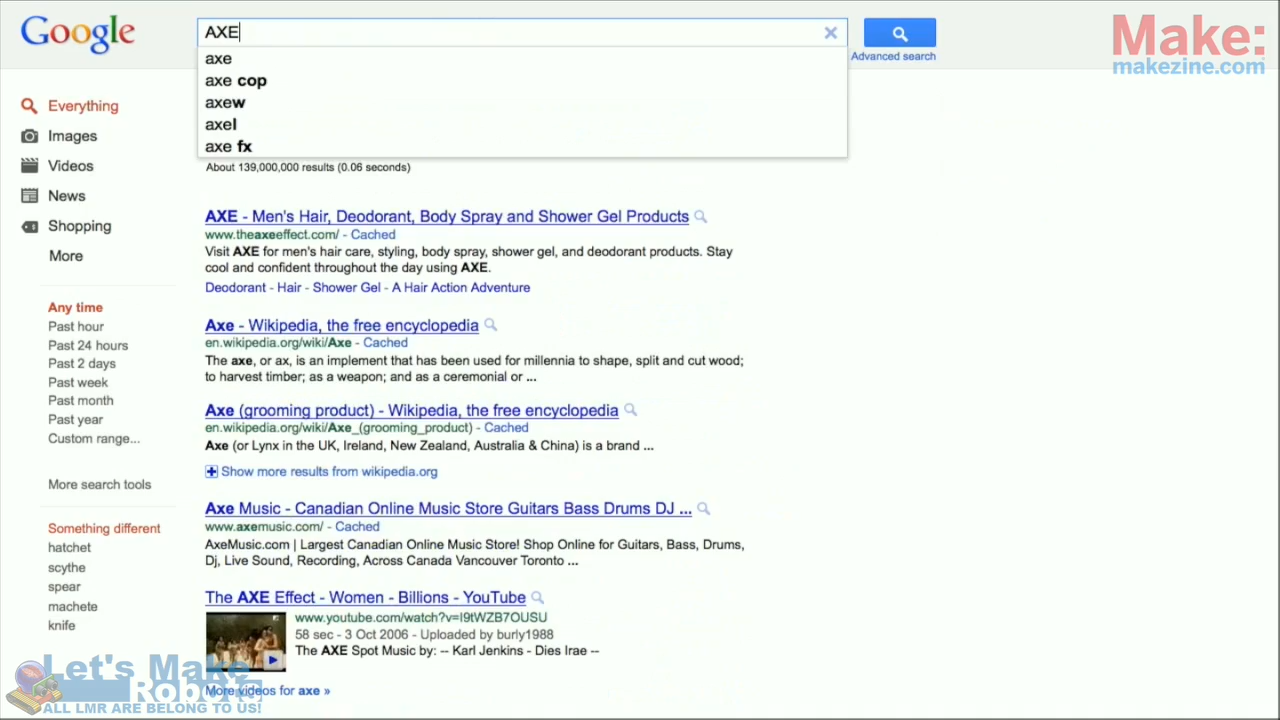 Google
AXE
Advanced search
Make:
makezine.com
axe
axe cop
axew
axel
axe fx
About 139,000,000 results (0.06 seconds)
Everything
Images
Videos
News
Shopping
More
Any time
Past hour
Past 24 hours
Past 2 days
Past week
Past month
Past year
Custom range...
More search tools
Something different
hatchet
scythe
spear
machete
knife
AXE - Men's Hair, Deodorant, Body Spray and Shower Gel Products
www.theaxeeffect.com/ - Cached
Visit AXE for men's hair care, styling, body spray, shower gel, and deodorant products. Stay
cool and confident throughout the day using AXE.
Deodorant - Hair - Shower Gel - A Hair Action Adventure
Axe - Wikipedia, the free encyclopedia
en.wikipedia.org/wiki/Axe - Cached
The axe, or ax, is an implement that has been used for millennia to shape, split and cut wood;
to harvest timber; as a weapon; and as a ceremonial or ...
Axe (grooming product) - Wikipedia, the free encyclopedia
en.wikipedia.org/wiki/Axe_(grooming_product) - Cached
Axe (or Lynx in the UK, Ireland, New Zealand, Australia & China) is a brand ...
Show more results from wikipedia.org
Axe Music - Canadian Online Music Store Guitars Bass Drums DJ ...
www.axemusic.com/ - Cached
AxeMusic.com | Largest Canadian Online Music Store! Shop Online for Guitars, Bass, Drums,
Dj, Live Sound, Recording, Across Canada Vancouver Toronto ...
The AXE Effect - Women - Billions - YouTube
www.youtube.com/watch?v=I9tWZB7OUSU
58 sec - 3 Oct 2006 - Uploaded by burly1988
The AXE Spot Music by: -- Karl Jenkins - Dies Irae --
More videos for axe »
Let's Make
Robots
ALL LMR ARE BELONG TO US!